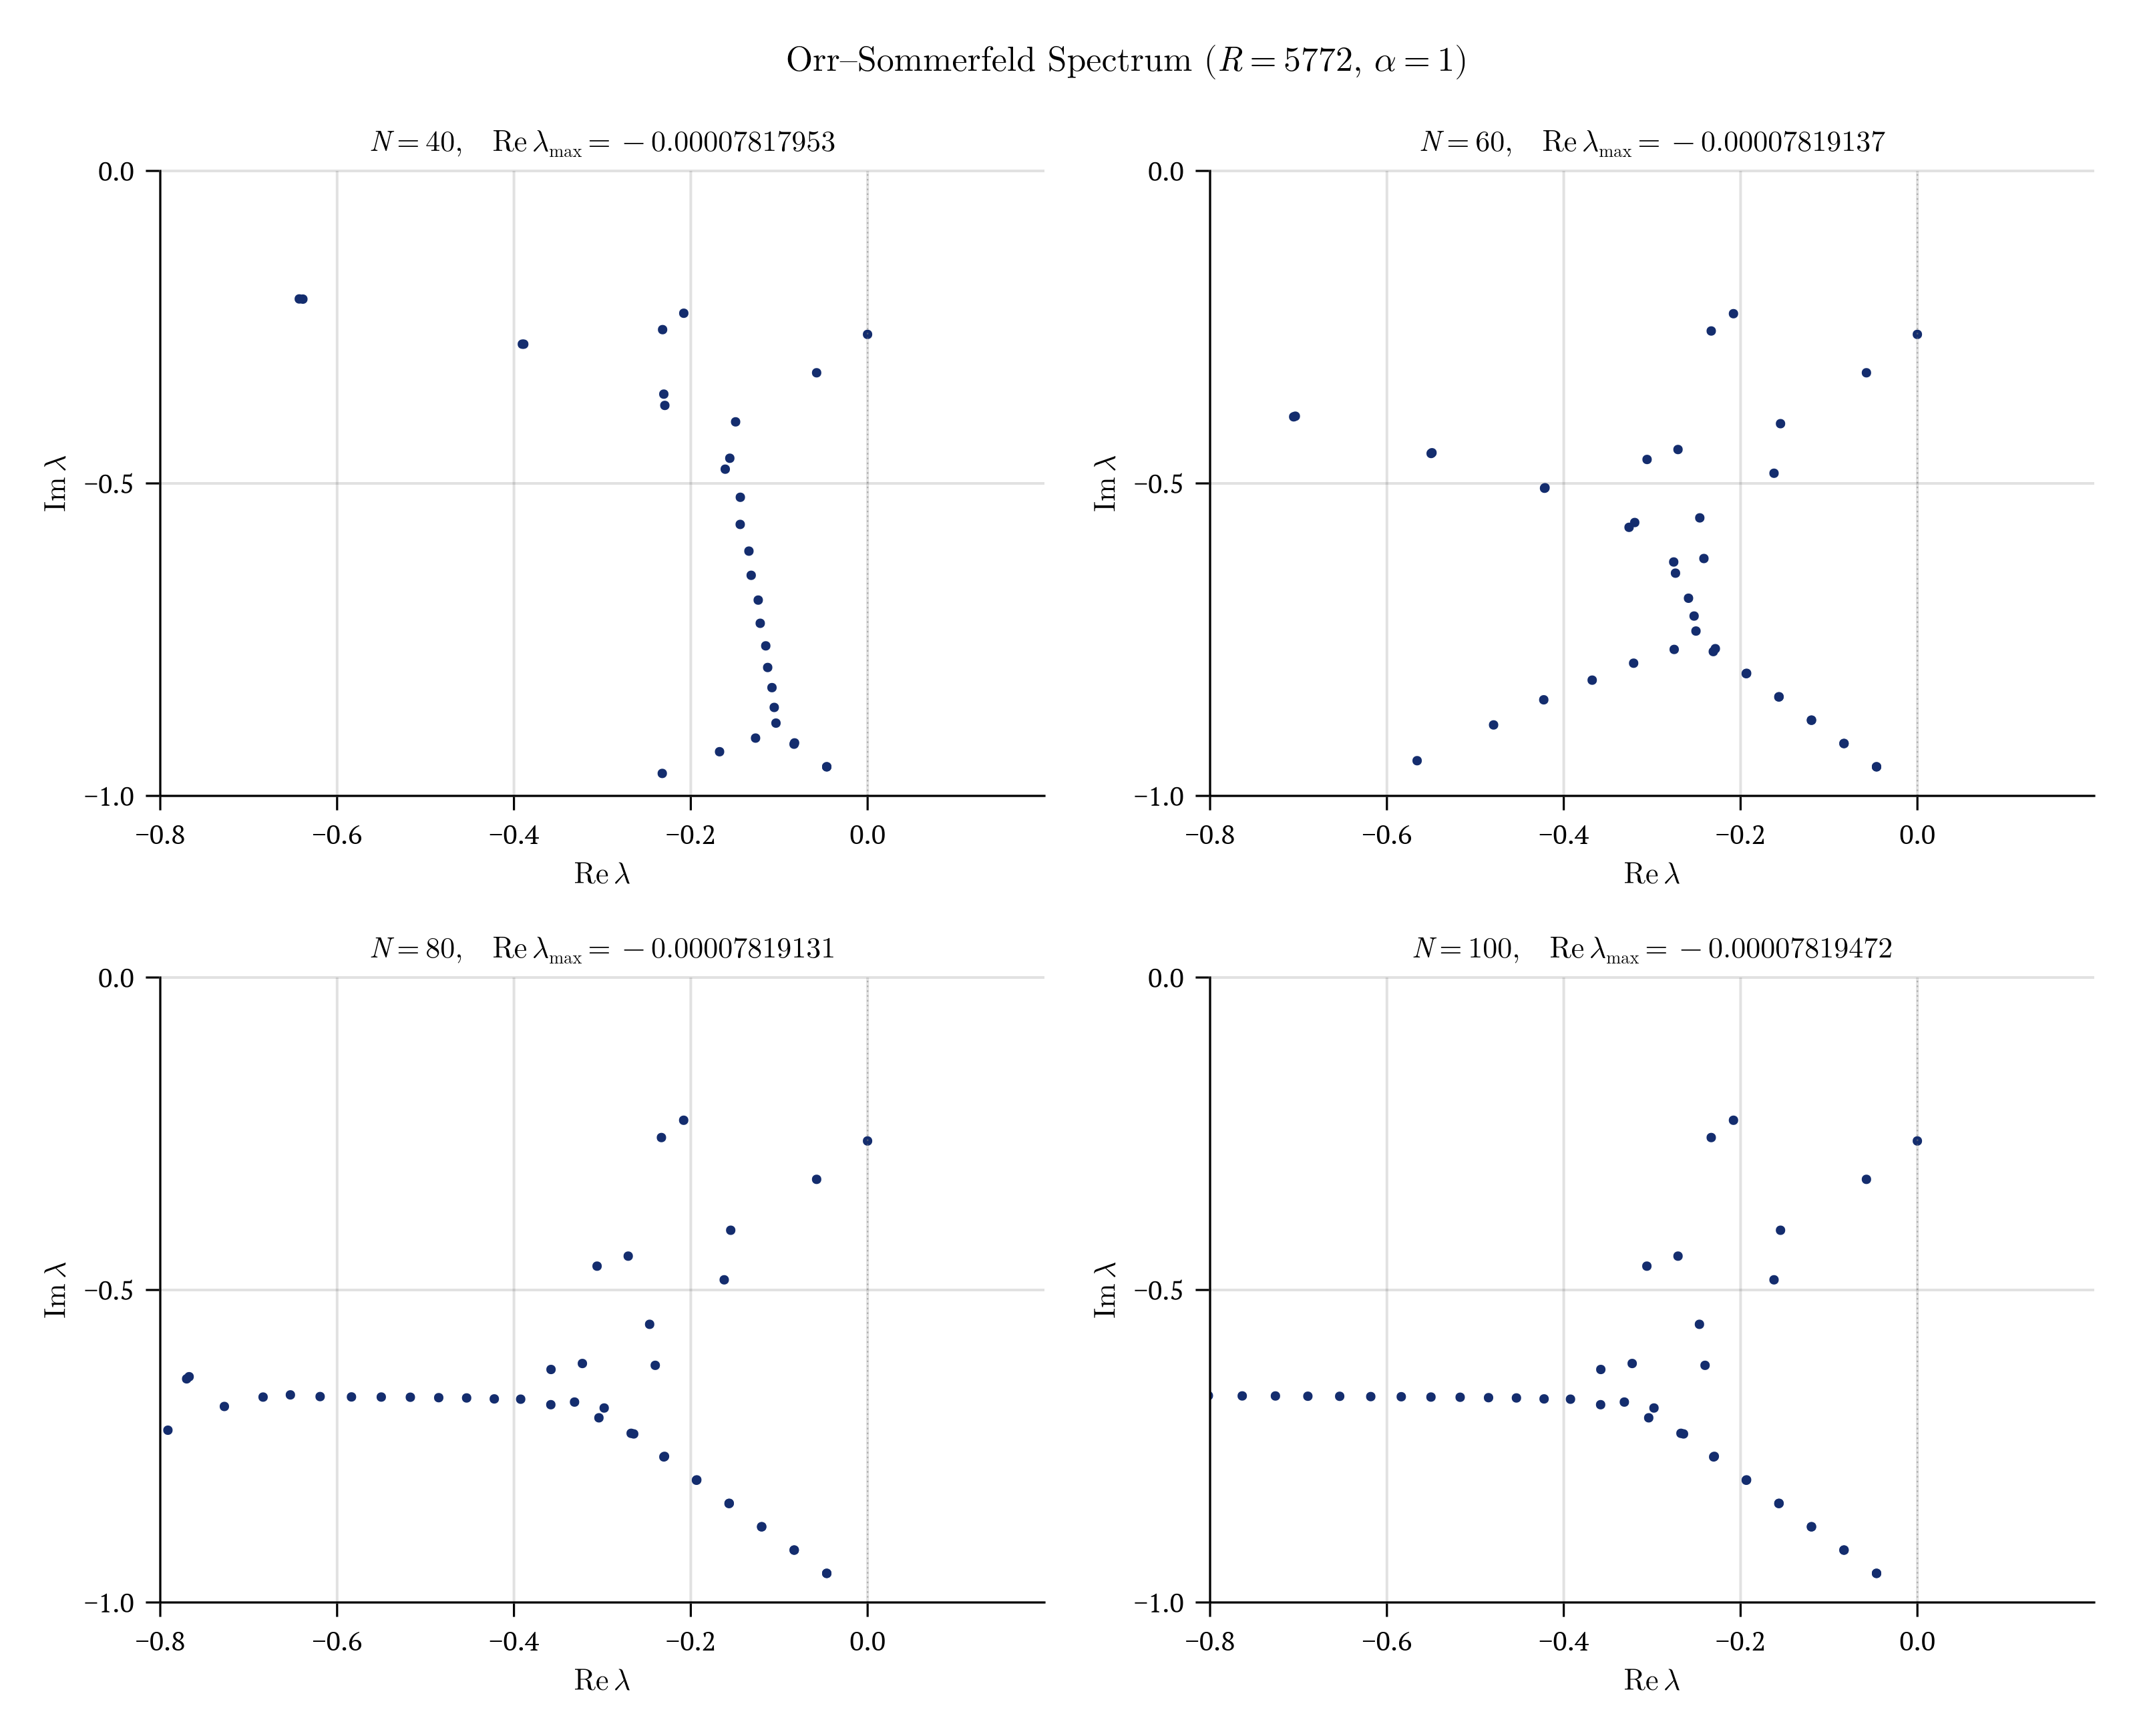 Orr–Sommerfeld Spectrum (R = 5772, α = 1)
N = 40, Re λmax = −0.00007817953
0.0
−0.5
−1.0
Im λ
−0.8 −0.6 −0.4 −0.2 0.0
Re λ
N = 60, Re λmax = −0.00007819137
0.0
−0.5
−1.0
Im λ
−0.8 −0.6 −0.4 −0.2 0.0
Re λ
N = 80, Re λmax = −0.00007819131
0.0
−0.5
−1.0
Im λ
−0.8 −0.6 −0.4 −0.2 0.0
Re λ
N = 100, Re λmax = −0.00007819472
0.0
−0.5
−1.0
Im λ
−0.8 −0.6 −0.4 −0.2 0.0
Re λ